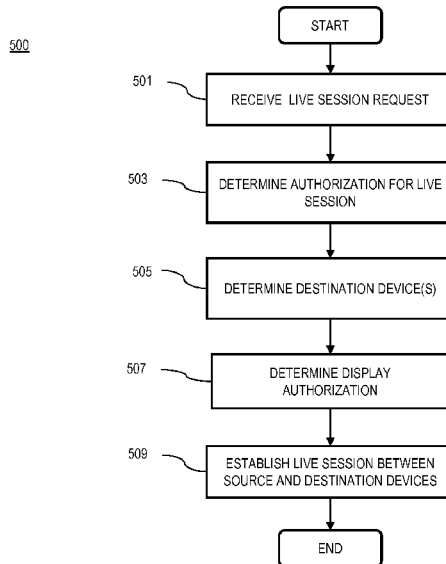 START
500
501
RECEIVE LIVE SESSION REQUEST
503
DETERMINE AUTHORIZATION FOR LIVE
SESSION
505
DETERMINE DESTINATION DEVICE(S)
507
DETERMINE DISPLAY
AUTHORIZATION
509
ESTABLISH LIVE SESSION BETWEEN
SOURCE AND DESTINATION DEVICES
END